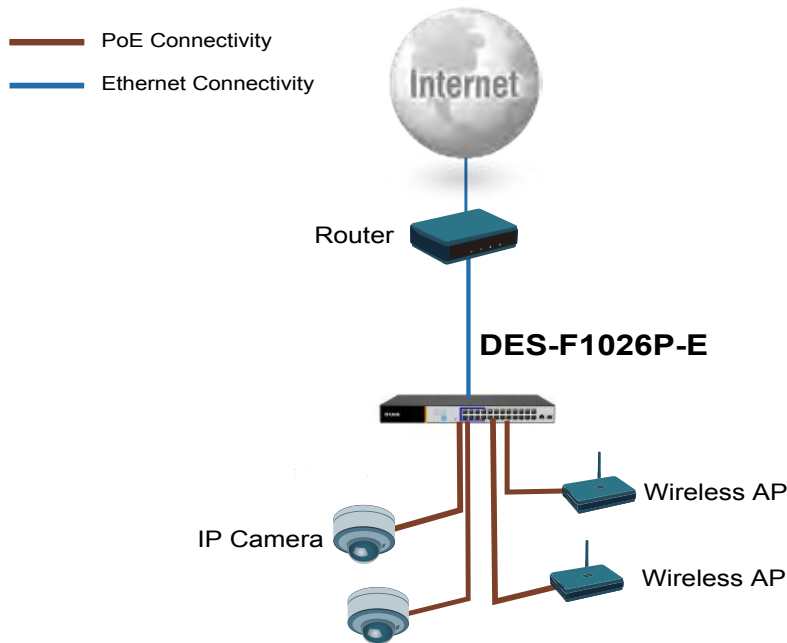 PoE Connectivity
Ethernet Connectivity
Internet
Router
DES-F1026P-E
Wireless AP
IP Camera
Wireless AP